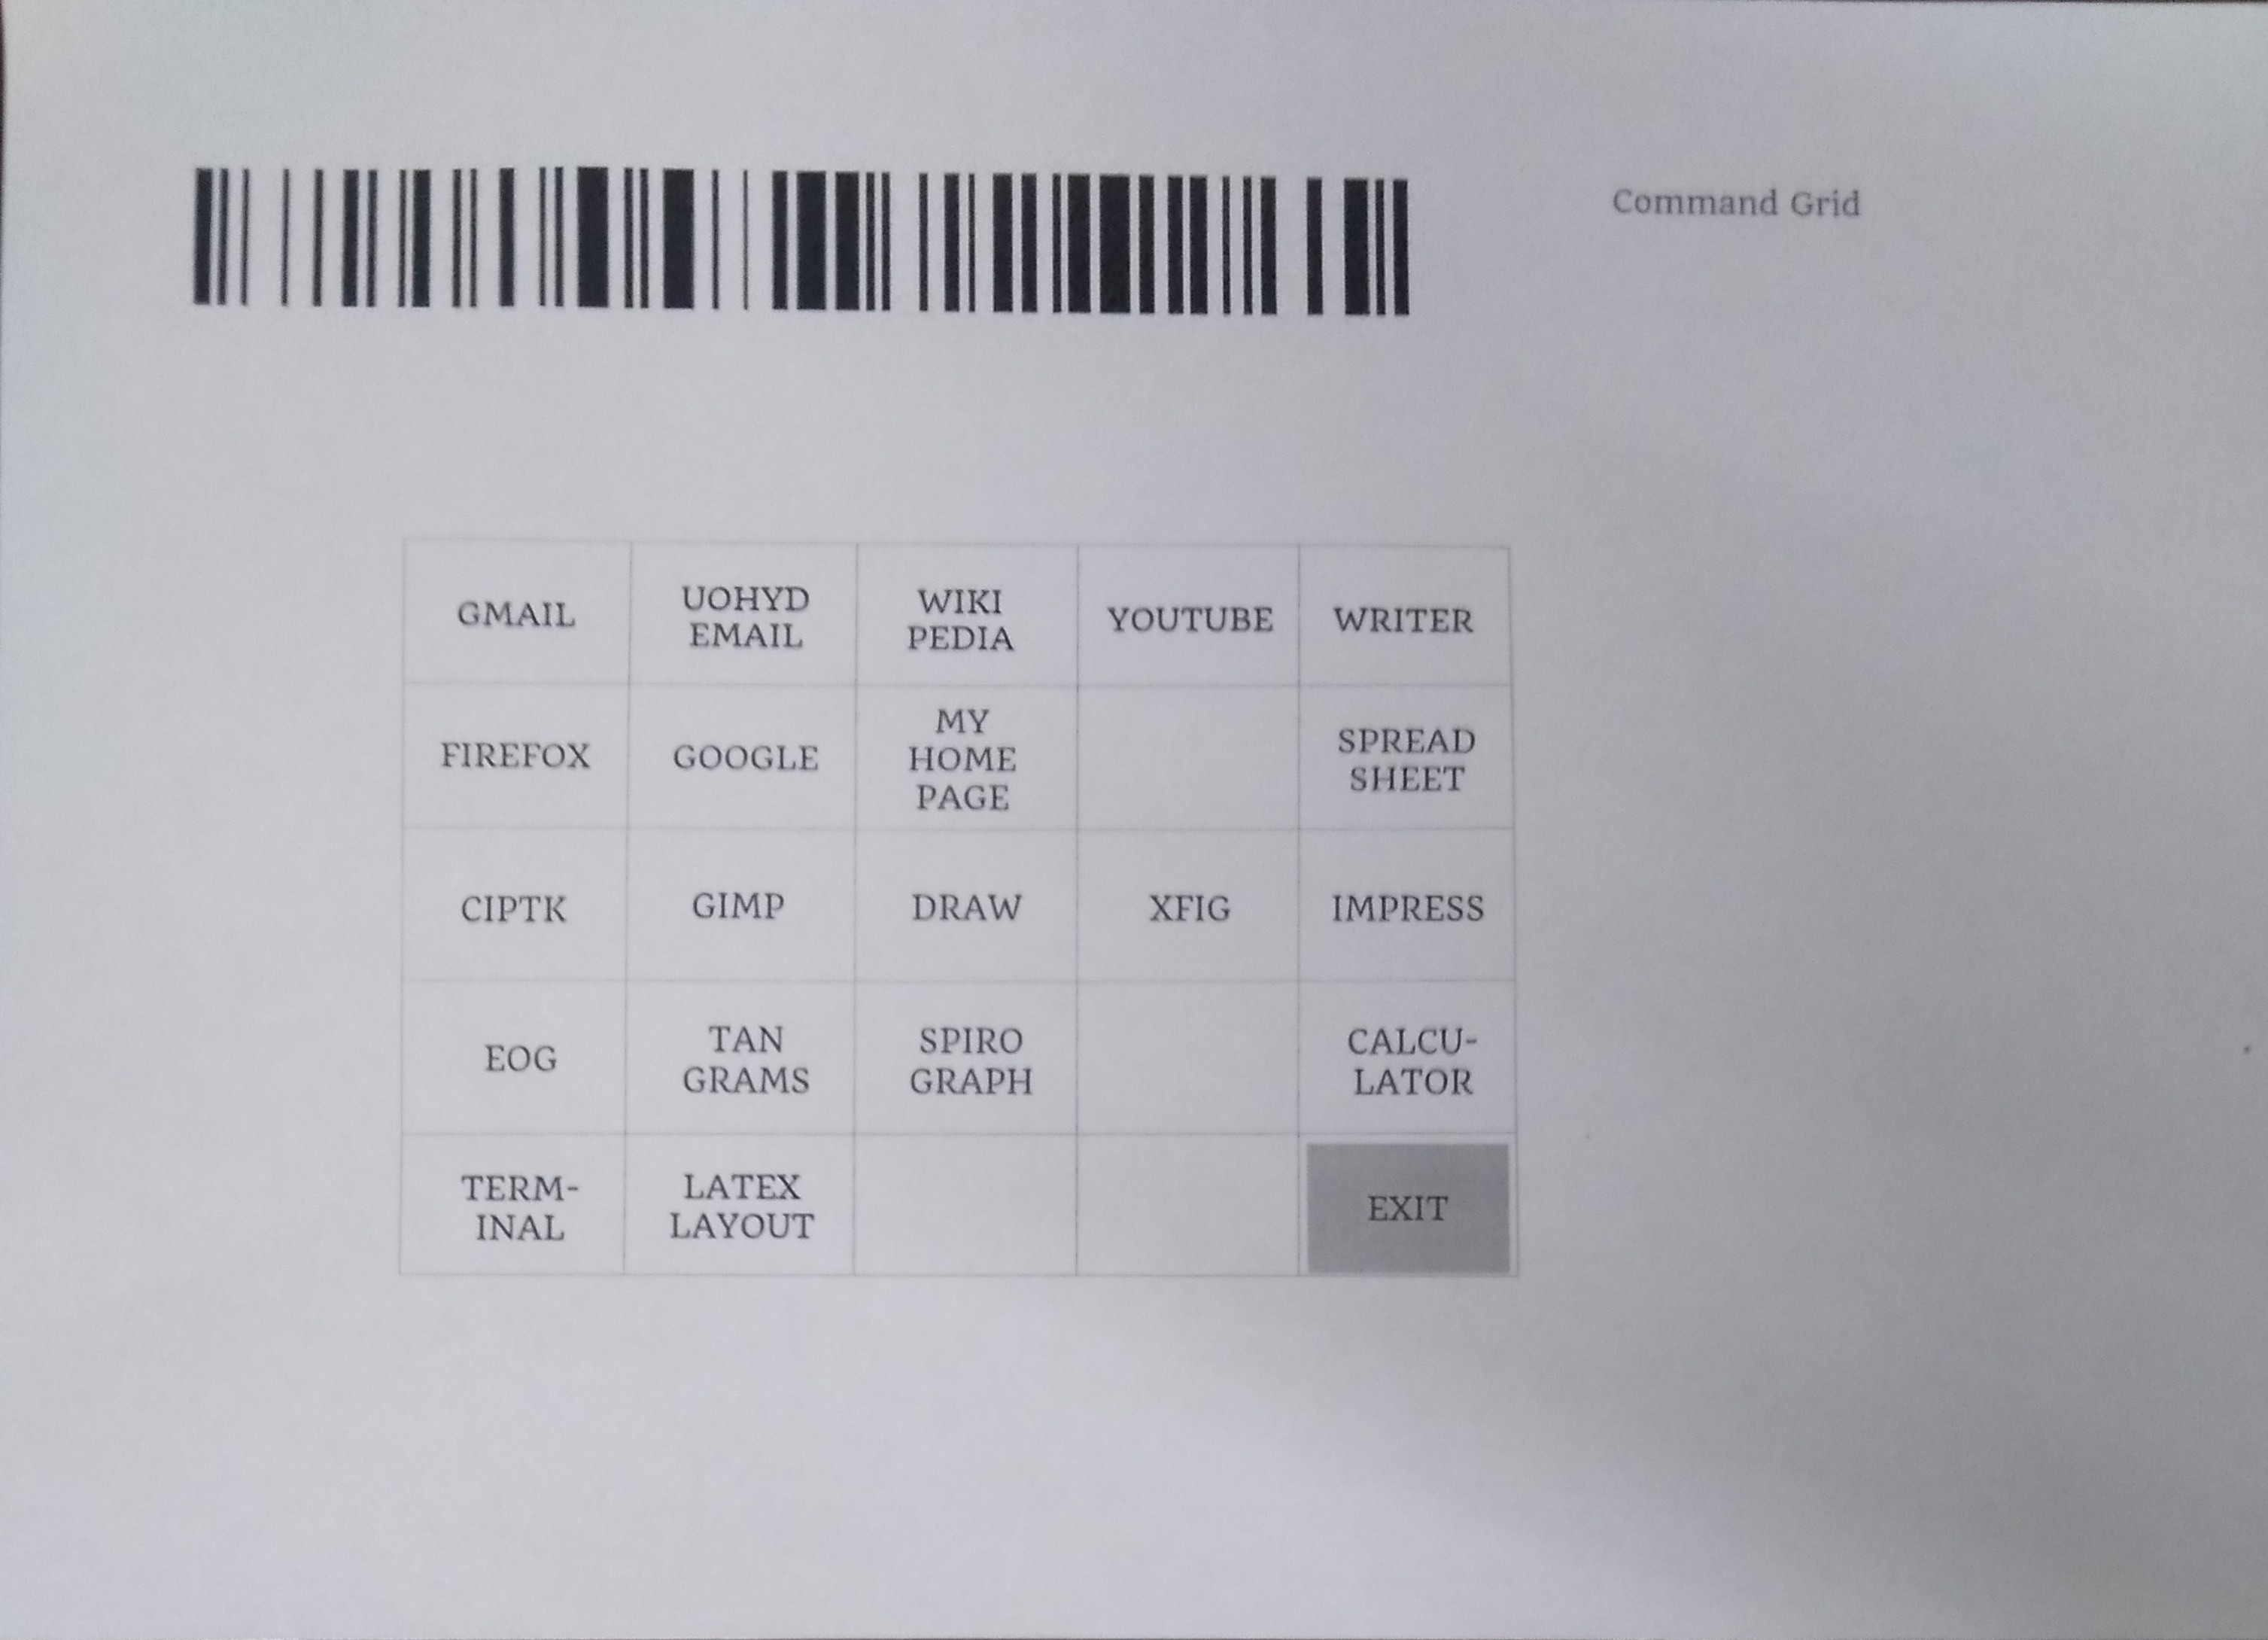 Command Grid
GMAIL
UOHYD
EMAIL
WIKI
PEDIA
YOUTUBE
WRITER
FIREFOX
GOOGLE
MY
HOME
PAGE
SPREAD
SHEET
CIPTK
GIMP
DRAW
XFIG
IMPRESS
EOG
TAN
GRAMS
SPIRO
GRAPH
CALCU-
LATOR
TERM-
INAL
LATEX
LAYOUT
EXIT